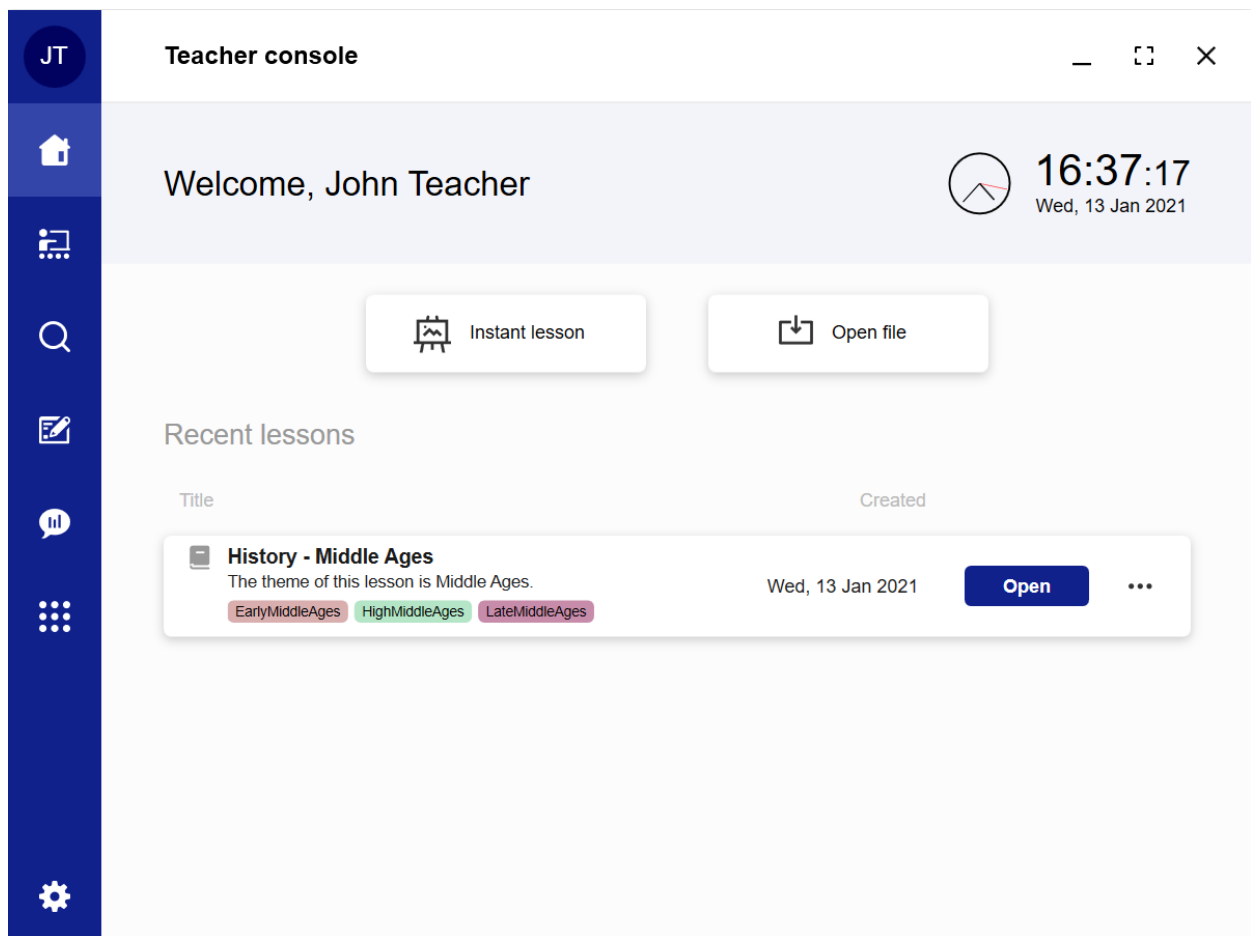 JT
Teacher console
Welcome, John Teacher
16:37:17
Wed, 13 Jan 2021
Instant lesson
Open file
Recent lessons
Title Created
History - Middle Ages
The theme of this lesson is Middle Ages.
Wed, 13 Jan 2021 Open
EarlyMiddleAges HighMiddleAges LateMiddleAges